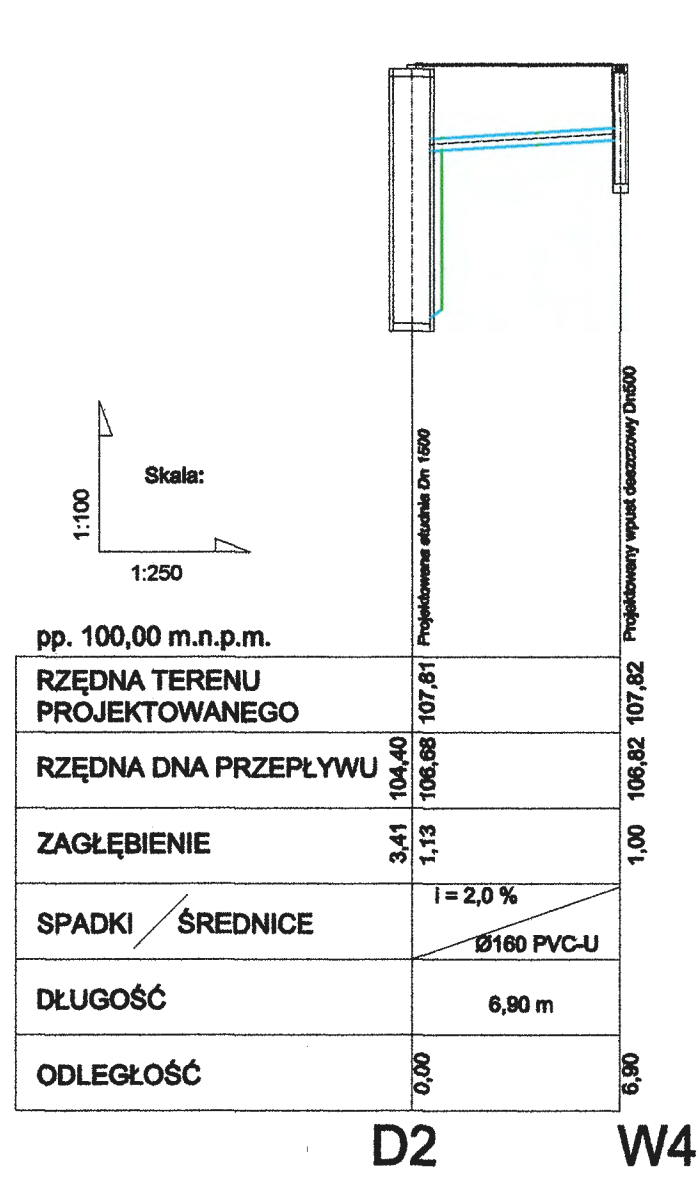 Skala:
1:100
1:250
Projektowana studnia Dn 1500
Projektowany wpust deszczowy Dn500
pp. 100,00 m.n.p.m.
RZĘDNA TERENU
PROJEKTOWANEGO
107,81
107,82
RZĘDNA DNA PRZEPŁYWU
104,40
106,68
106,82
ZAGŁĘBIENIE
3,41
1,13
1,00
SPADKI / ŚREDNICE
i = 2,0 %
Ø160 PVC-U
DŁUGOŚĆ
6,90 m
ODLEGŁOŚĆ
0,00
6,90
D2
W4